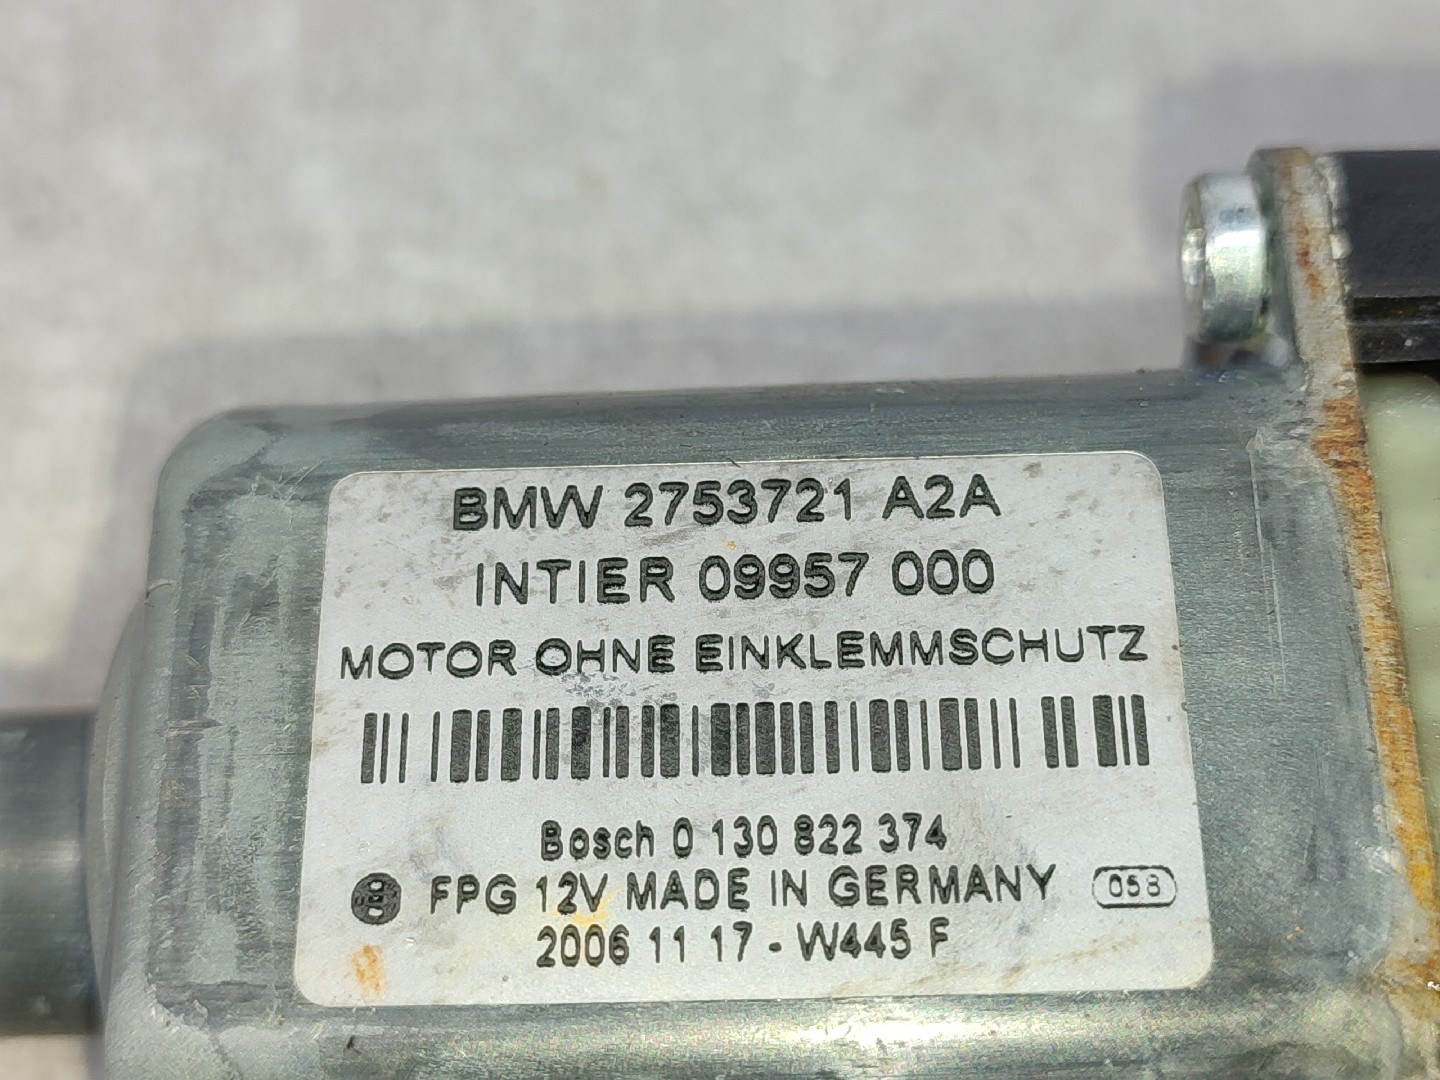 BMW 2753721 A2A
INTIER 09957 000
MOTOR OHNE EINKLEMMSCHUTZ
Bosch 0 130 822 374
FPG 12V MADE IN GERMANY 058
2006 11 17 - W445 F